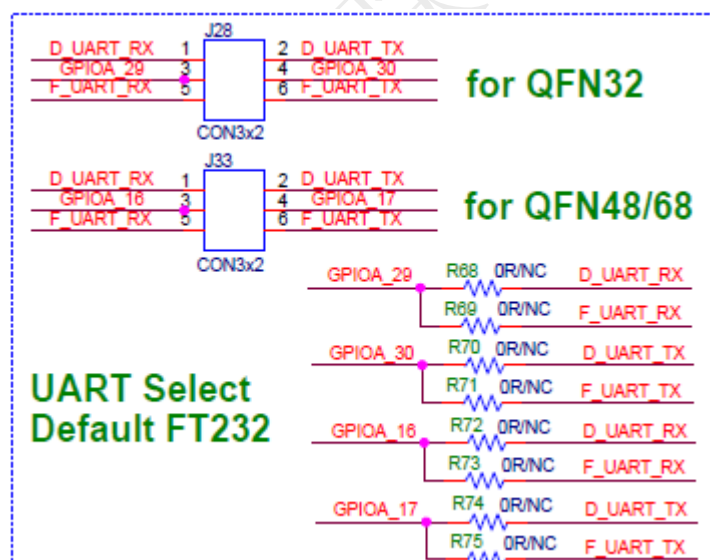 J28
D_UART_RX 1 2 D_UART_TX
GPIOA_29 3 4 GPIOA_30
F_UART_RX 5 6 F_UART_TX
CON3x2
for QFN32
J33
D_UART_RX 1 2 D_UART_TX
GPIOA_16 3 4 GPIOA_17
F_UART_RX 5 6 F_UART_TX
CON3x2
for QFN48/68
GPIOA_29 R68 0R/NC D_UART_RX
R69 0R/NC F_UART_RX
GPIOA_30 R70 0R/NC D_UART_TX
R71 0R/NC F_UART_TX
GPIOA_16 R72 0R/NC D_UART_RX
R73 0R/NC F_UART_RX
GPIOA_17 R74 0R/NC D_UART_TX
R75 0R/NC F_UART_TX
UART Select
Default FT232